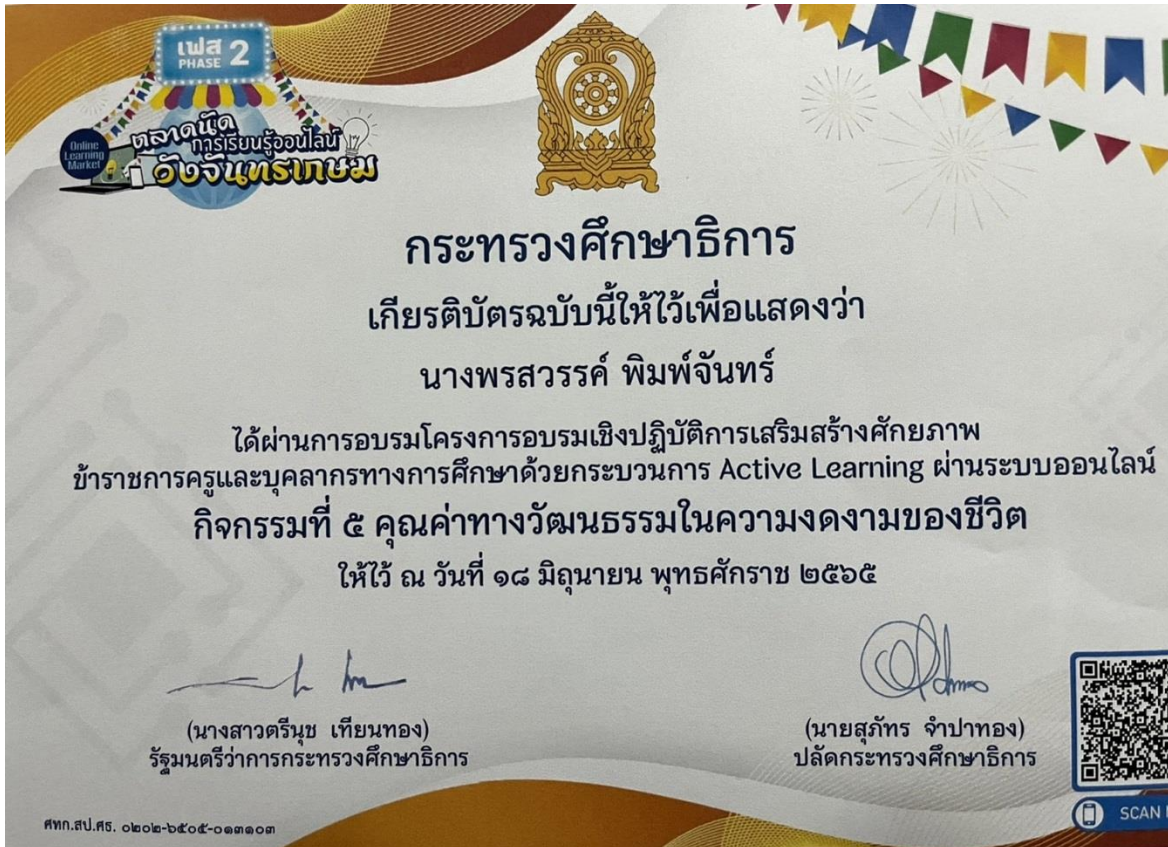 เฟส 2
PHASE
Online
Learning
Market
ตลาดนัด
การเรียนรู้ออนไลน์
วังจันทรเกษม
กระทรวงศึกษาธิการ
เกียรติบัตรฉบับนี้ให้ไว้เพื่อแสดงว่า
นางพรสวรรค์ พิมพ์จันทร์
ได้ผ่านการอบรมโครงการอบรมเชิงปฏิบัติการเสริมสร้างศักยภาพ
ข้าราชการครูและบุคลากรทางการศึกษาด้วยกระบวนการ Active Learning ผ่านระบบออนไลน์
กิจกรรมที่ ๕ คุณค่าทางวัฒนธรรมในความงดงามของชีวิต
ให้ไว้ ณ วันที่ ๑๘ มิถุนายน พุทธศักราช ๒๕๖๕
(นางสาวตรีนุช เทียนทอง)
รัฐมนตรีว่าการกระทรวงศึกษาธิการ
(นายสุภัทร จำปาทอง)
ปลัดกระทรวงศึกษาธิการ
SCAN
ศทก.สป.ศธ. ๐๒๐๒-๖๕๐๕-๐๑๓๑๐๓